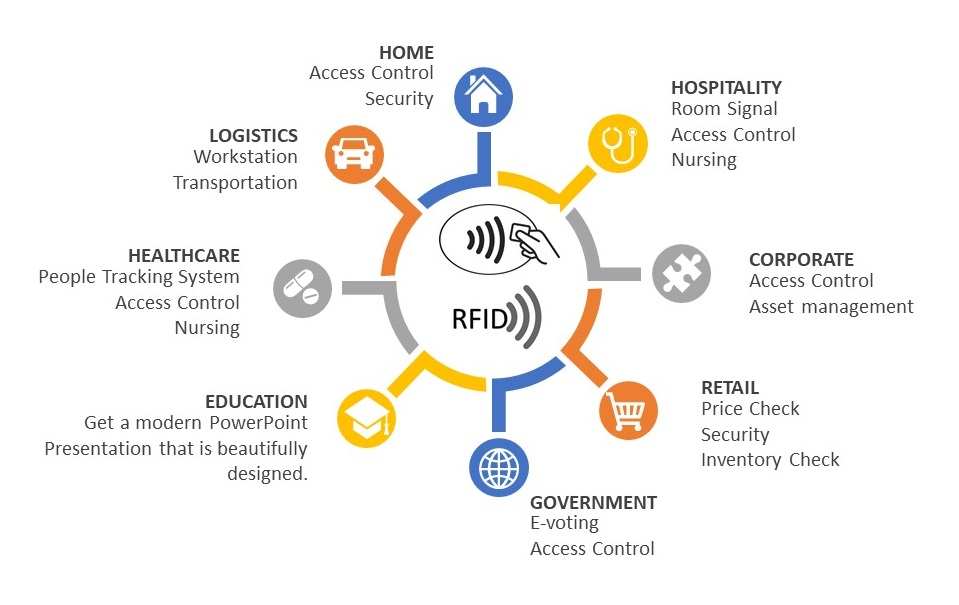 HOME
Access Control
Security
HOSPITALITY
Room Signal
Access Control
Nursing
LOGISTICS
Workstation
Transportation
HEALTHCARE
People Tracking System
Access Control
Nursing
CORPORATE
Access Control
Asset management
RFID
EDUCATION
Get a modern PowerPoint
Presentation that is beautifully
designed.
RETAIL
Price Check
Security
Inventory Check
GOVERNMENT
E-voting
Access Control